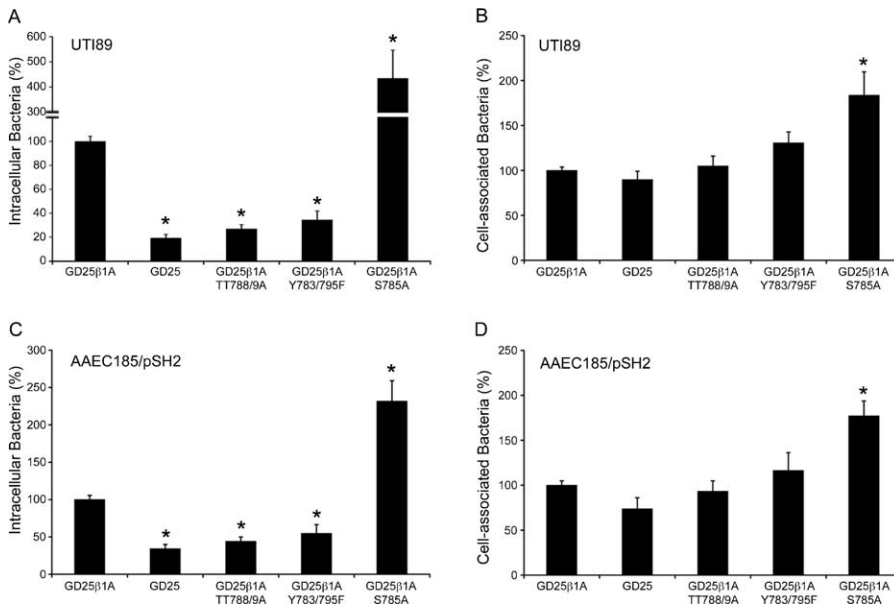 A
UTI89
Intracellular Bacteria (%)
600
500
400
300
100
80
60
40
20
0
*
*
*
*
GD25β1A
GD25
GD25β1A
TT788/9A
GD25β1A
Y783/795F
GD25β1A
S785A
B
UTI89
Cell-associated Bacteria (%)
250
200
150
100
50
0
*
GD25β1A
GD25
GD25β1A
TT788/9A
GD25β1A
Y783/795F
GD25β1A
S785A
C
AAEC185/pSH2
Intracellular Bacteria (%)
300
250
200
150
100
50
0
*
*
*
*
GD25β1A
GD25
GD25β1A
TT788/9A
GD25β1A
Y783/795F
GD25β1A
S785A
D
AAEC185/pSH2
Cell-associated Bacteria (%)
250
200
150
100
50
0
*
GD25β1A
GD25
GD25β1A
TT788/9A
GD25β1A
Y783/795F
GD25β1A
S785A